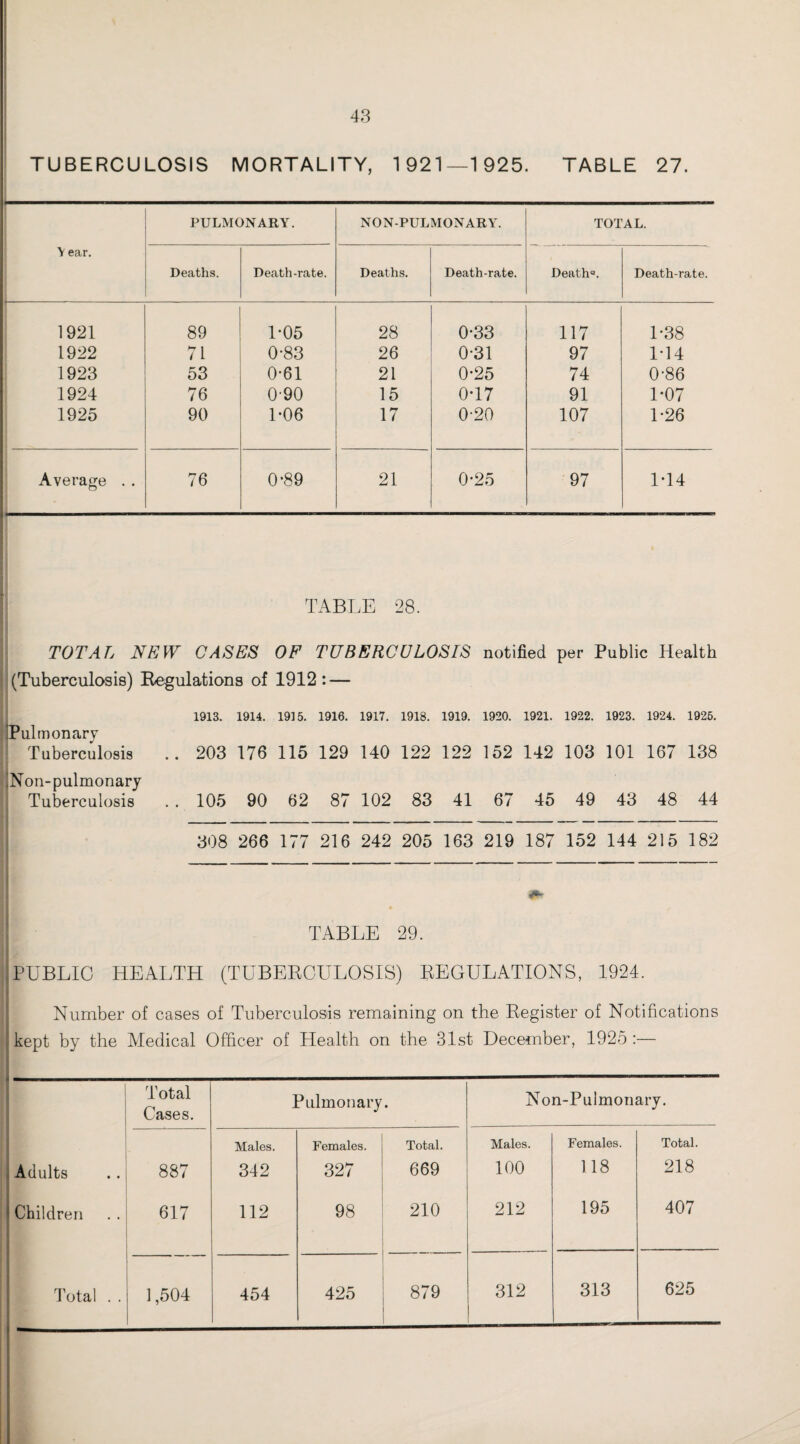 43
TUBERCULOSIS MORTALITY, 1921—1925. TABLE 27.
Year. PULMONARY. NON-PULMONARY. TOTAL.
Deaths. Death-rate. Deaths. Death-rate. Deaths. Death-rate.
1921 89 1·05 28 0·33 117 1·38
1922 71 0·83 26 0·31 97 1·14
1923 53 0·61 21 0·25 74 0·86
1924 76 0·90 15 0·17 91 1·07
1925 90 1·06 17 0·20 107 1·26
Average . . 76 0·89 21 0·25 97 1·14
TABLE 28.
TOTAL NEW CASES OF TUBERCULOSIS notified per Public Health
(Tuberculosis) Regulations of 1912 :—
1913. 1914. 1915. 1916. 1917. 1918. 1919. 1920. 1921. 1922. 1923. 1924. 1925.
Pulmonary
Tuberculosis . . 203 176 115 129 140 122 122 152 142 103 101 167 138
Non-pulmonary
Tuberculosis . . 105 90 62 87 102 83 41 67 45 49 43 48 44
308 266 177 216 242 205 163 219 187 152 144 215 182
TABLE 29.
PUBLIC HEALTH (TUBERCULOSIS) REGULATIONS, 1924.
Number of cases of Tuberculosis remaining on the Register of Notifications
kept by the Medical Officer of Health on the 31st December, 1925 :—
Total Cases. Pulmonary. Non-Pulmonary.
Males. Females. Total. Males. Females. Total.
Adults . . 887 342 327 669 100 118 218
Children . . 617 112 98 210 212 195 407
Total . . 1,504 454 425 879 312 313 625